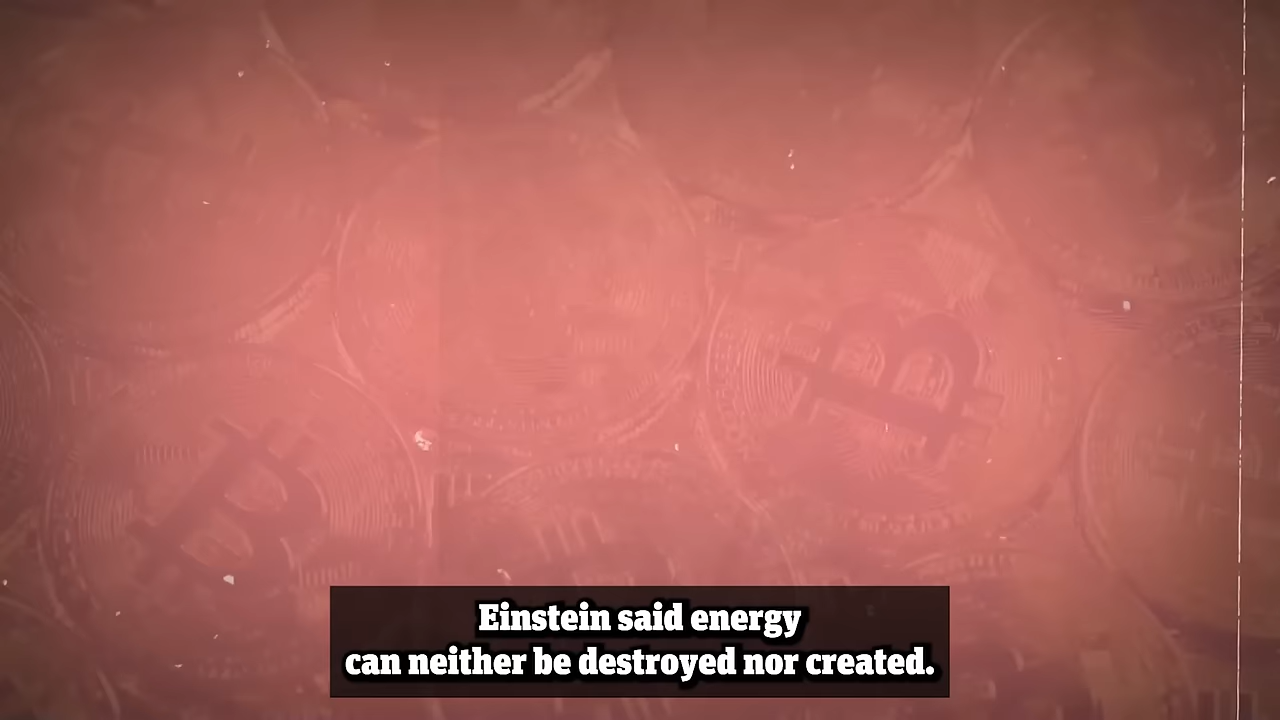 Einstein said energy
can neither be destroyed nor created.